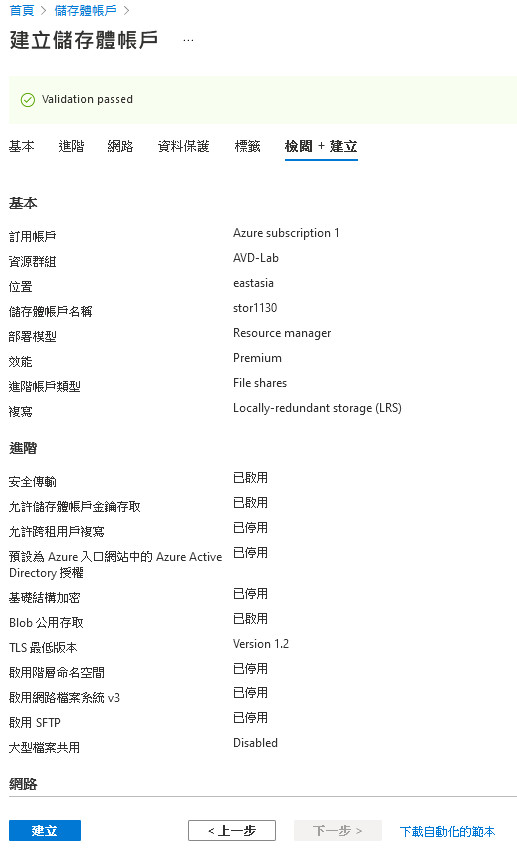 首頁 > 儲存體帳戶 >
建立儲存體帳戶 ...
Validation passed
基本 進階 網路 資料保護 標籤 檢閱 + 建立
基本
訂用帳戶 Azure subscription 1
資源群組 AVD-Lab
位置 eastasia
儲存體帳戶名稱 stor1130
部署模型 Resource manager
效能 Premium
進階帳戶類型 File shares
複寫 Locally-redundant storage (LRS)
進階
安全傳輸 已啟用
允許儲存體帳戶金鑰存取 已啟用
允許跨租用戶複寫 已停用
預設為 Azure 入口網站中的 Azure Active 已停用
Directory 授權
基礎結構加密 已停用
Blob 公用存取 已啟用
TLS 最低版本 Version 1.2
啟用階層命名空間 已停用
啟用網路檔案系統 v3 已停用
啟用 SFTP 已停用
大型檔案共用 Disabled
網路
建立 < 上一步 下一步 > 下載自動化的範本